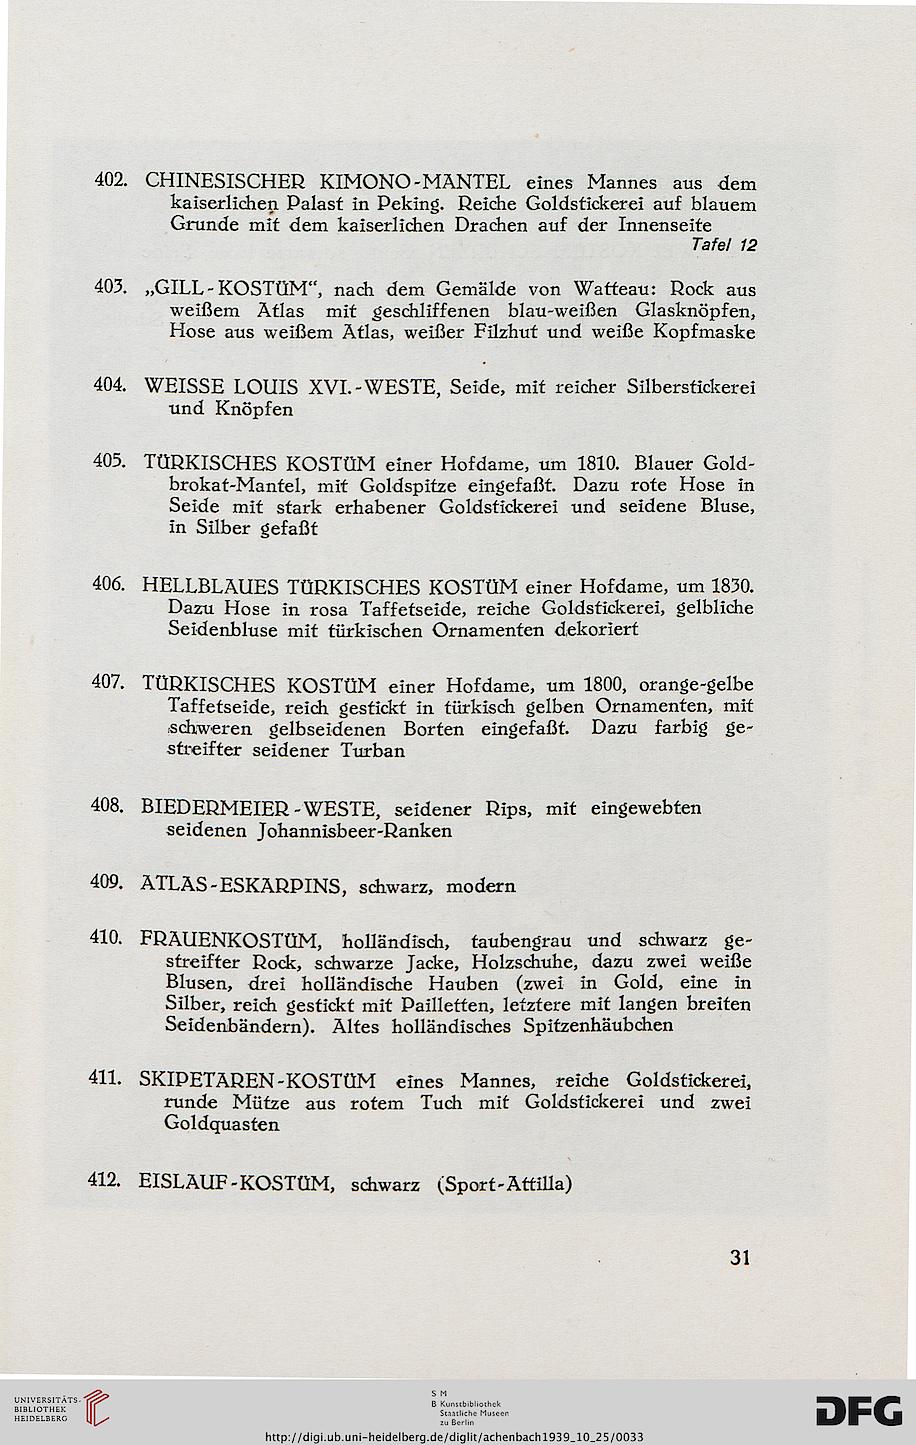 402. CHINESISCHER KIMONO-MANTEL eines Mannes aus dem
kaiserlichen Palast in Peking. Reiche Goldstickerei auf blauem
Grunde mit dem kaiserlichen Drachen auf der Innenseite
Tafel 12
403. „GILL-KOSTÜM“, nach dem Gemälde von Watteau: Rock aus
weißem Atlas mit geschliffenen blau-weißen Glasknöpfen,
Hose aus weißem Atlas, weißer Filzhut und weiße Kopfmaske
404. WEISSE LOUIS XVI.-WESTE, Seide, mit reicher Silberstickerei
und Knöpfen
405. TÜRKISCHES KOSTÜM einer Hofdame, um 1810. Blauer Gold-
brokat-Mantel, mit Goldspitze eingefaßt. Dazu rote Hose in
Seide mit stark erhabener Goldstickerei und seidene Bluse,
in Silber gefaßt
406. HELLBLAUES TÜRKISCHES KOSTÜM einer Hofdame, um 1830.
Dazu Hose in rosa Taffetseide, reiche Goldstickerei, gelbliche
Seidenbluse mit türkischen Ornamenten dekoriert
407. TÜRKISCHES KOSTÜM einer Hofdame, um 1800, orange-gelbe
Taffetseide, reich gestickt in türkisch gelben Ornamenten, mit
schweren gelbseidenen Borten eingefaßt. Dazu farbig ge-
streifter seidener Turban
408. BIEDERMEIER-WESTE, seidener Rips, mit eingewebten
seidenen Johannisbeer-Ranken
409. ATLAS-ESKARPINS, schwarz, modern
410. FRAUENKOSTÜM, holländisch, taubengrau und schwarz ge-
streifter Rock, schwarze Jacke, Holzschuhe, dazu zwei weiße
Blusen, drei holländische Hauben (zwei in Gold, eine in
Silber, reich gestickt mit Pailletten, letztere mit langen breiten
Seidenbändern). Altes holländisches Spitzenhäubchen
411. SKIPETAREN-KOSTÜM eines Mannes, reiche Goldstickerei,
runde Mütze aus rotem Tuch mit Goldstickerei und zwei
Goldquasten
412. EISLAUF-KOSTÜM, schwarz (Sport-Attilla)
31
UNIVERSITÄTS-
BIBLIOTHEK
HEIDELBERG
S M
B Kunstbibliothek
Staatliche Museen
zu Berlin
DFG
http://digi.ub.uni-heidelberg.de/diglit/achenbach1939_10_25/0033